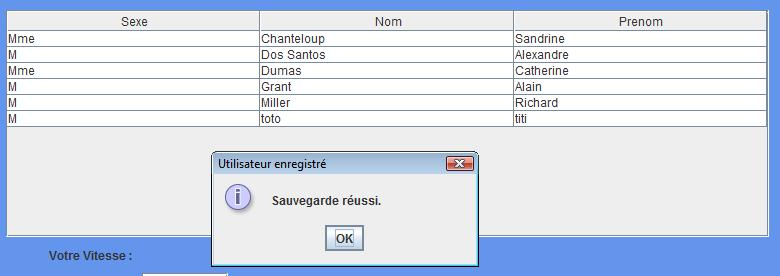 Sexe Nom Prenom
Mme Chanteloup Sandrine
M Dos Santos Alexandre
Mme Dumas Catherine
M Grant Alain
M Miller Richard
M toto titi
Utilisateur enregistré
Sauvegarde réussi.
OK
Votre Vitesse :